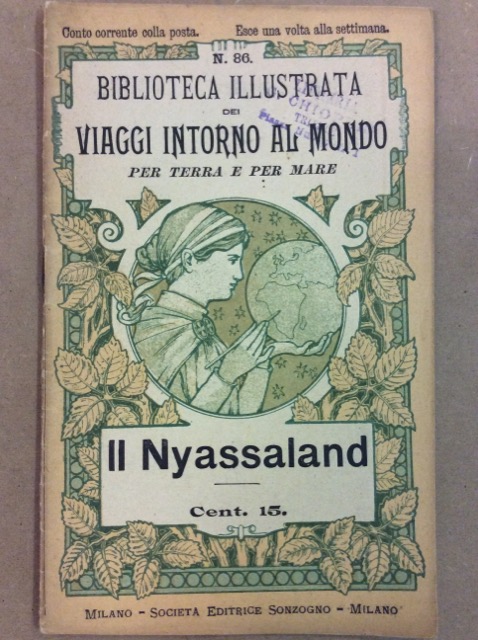 Conto corrente colla posta. Esce una volta alla settimana.
N. 86.
BIBLIOTECA ILLUSTRATA
DEI
VIAGGI INTORNO AL MONDO
PER TERRA E PER MARE
CHIO
Il Nyassaland
Cent. 15.
MILANO - SOCIETÀ EDITRICE SONZOGNO - MILANO